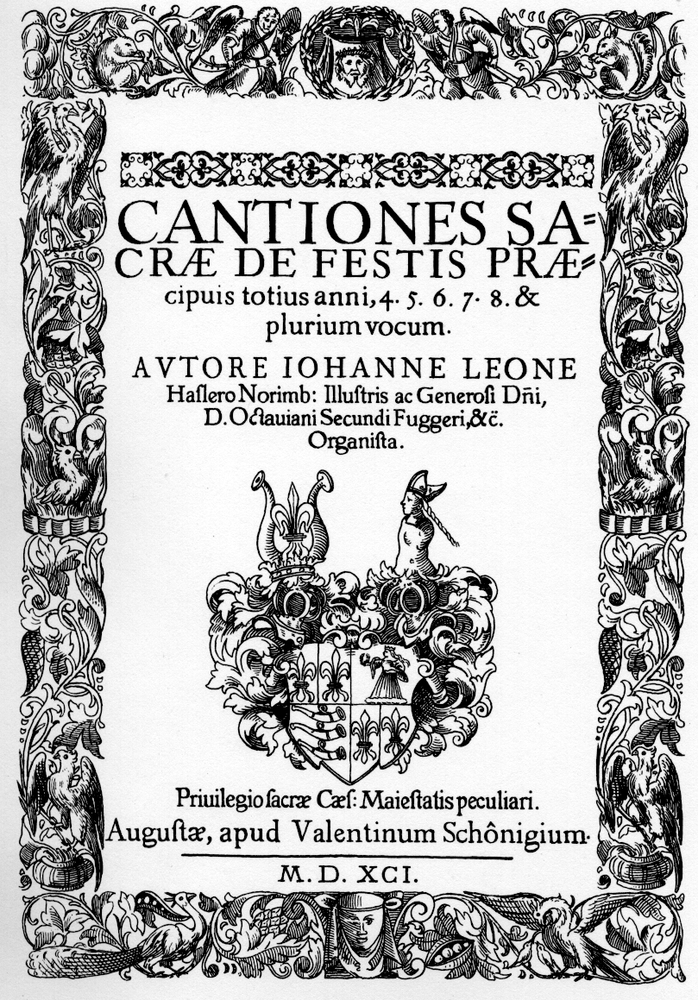 CANTIONES SA=
CRÆ DE FESTIS PRÆ=
cipuis totius anni, 4. 5. 6. 7. 8. &
plurium vocum.
AVTORE IOHANNE LEONE
Haſlero Norimb: Illuſtris ac Generoſi Dñi,
D. Octauiani Secundi Fuggeri, &c̃.
Organiſta.
Priuilegio ſacræ Cæſ: Maieſtatis peculiari.
Auguſtæ, apud Valentinum Schônigium.
M. D. XCI.